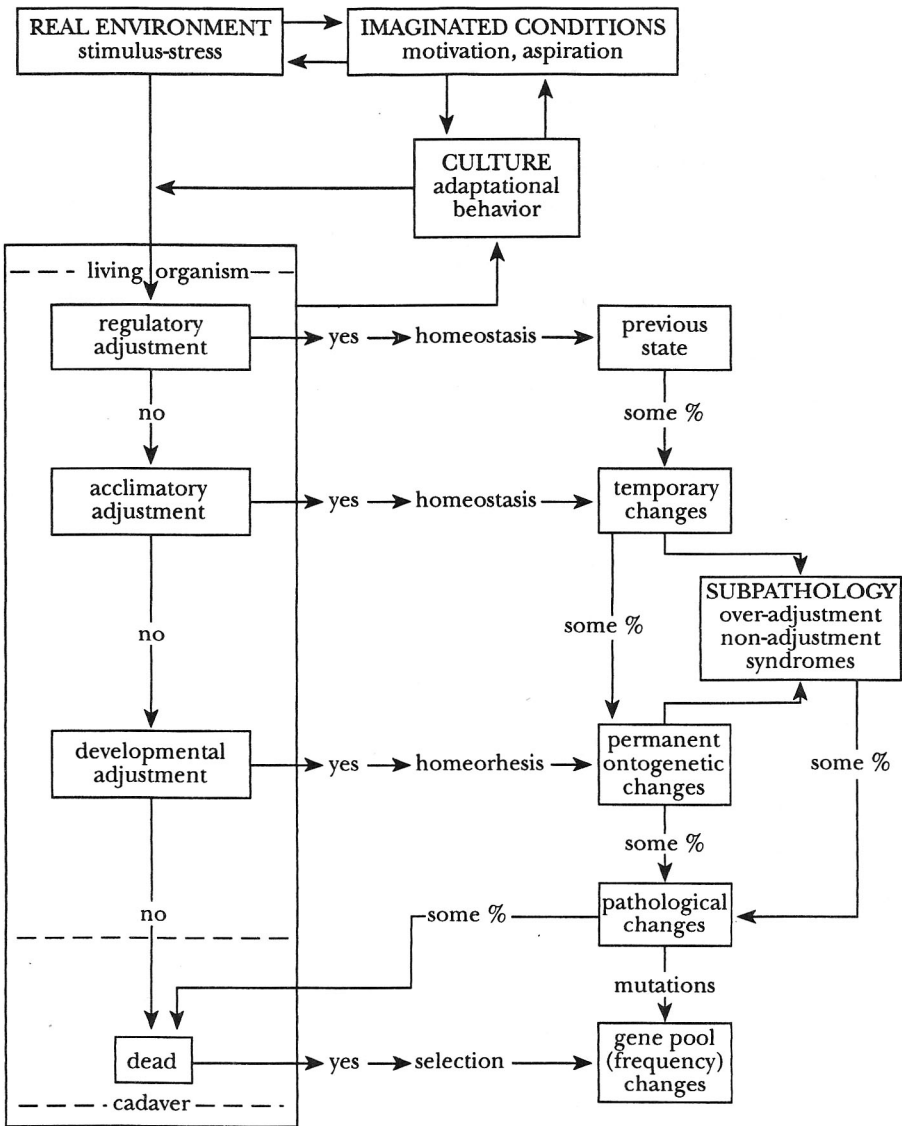 REAL ENVIRONMENT
stimulus-stress
IMAGINATED CONDITIONS
motivation, aspiration
CULTURE
adaptational
behavior
living organism
regulatory
adjustment
yes
homeostasis
previous
state
no
some %
acclimatory
adjustment
yes
homeostasis
temporary
changes
SUBPATHOLOGY
over-adjustment
non-adjustment
syndromes
no
some %
developmental
adjustment
yes
homeorhesis
permanent
ontogenetic
changes
some %
some %
no
some %
pathological
changes
mutations
dead
yes
selection
gene pool
(frequency)
changes
cadaver